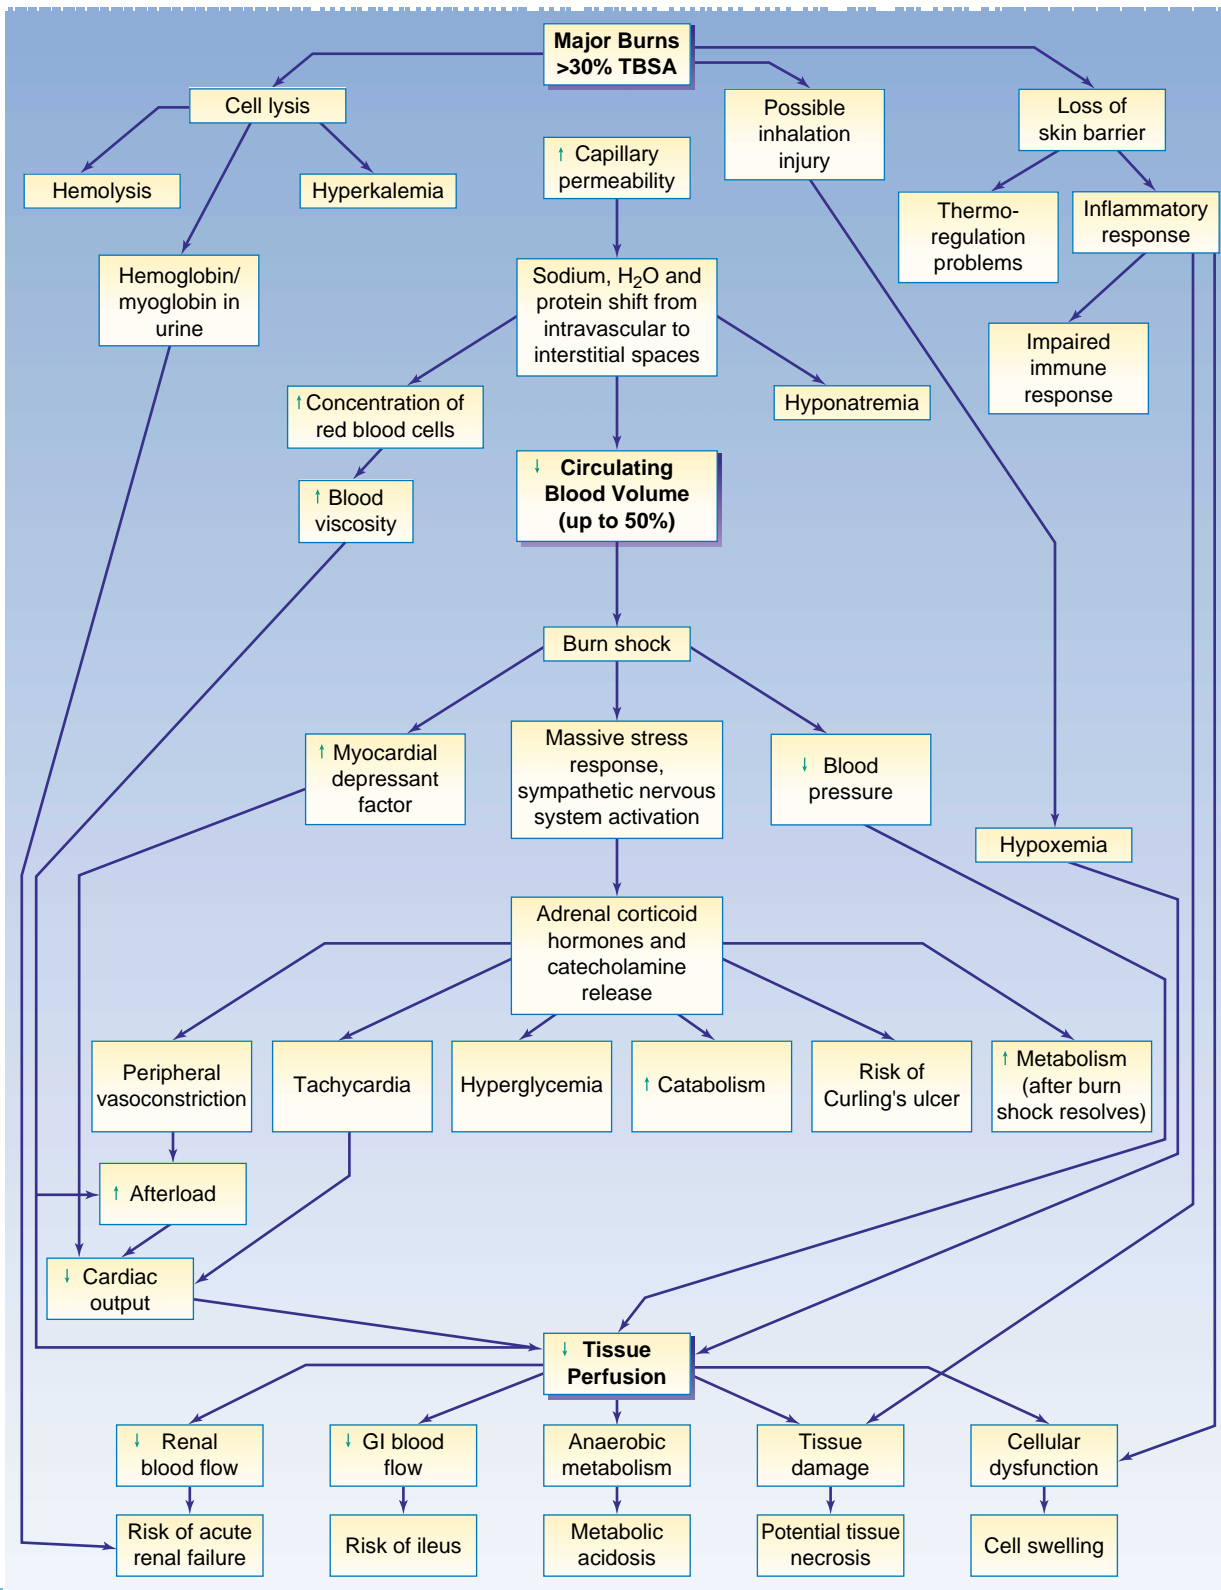 Major Burns
>30% TBSA
Cell lysis
Possible
inhalation
injury
Loss of
skin barrier
↑ Capillary
permeability
Hemolysis
Hyperkalemia
Thermo-
regulation
problems
Inflammatory
response
Hemoglobin/
myoglobin in
urine
Sodium, H₂O and
protein shift from
intravascular to
interstitial spaces
Impaired
immune
response
↑ Concentration of
red blood cells
Hyponatremia
↓ Circulating
Blood Volume
(up to 50%)
↑ Blood
viscosity
Burn shock
↑ Myocardial
depressant
factor
Massive stress
response,
sympathetic nervous
system activation
↓ Blood
pressure
Hypoxemia
Adrenal corticoid
hormones and
catecholamine
release
Peripheral
vasoconstriction
Tachycardia
Hyperglycemia
↑ Catabolism
Risk of
Curling's ulcer
↑ Metabolism
(after burn
shock resolves)
↑ Afterload
↓ Cardiac
output
↓ Tissue
Perfusion
↓ Renal
blood flow
↓ GI blood
flow
Anaerobic
metabolism
Tissue
damage
Cellular
dysfunction
Risk of acute
renal failure
Risk of ileus
Metabolic
acidosis
Potential tissue
necrosis
Cell swelling